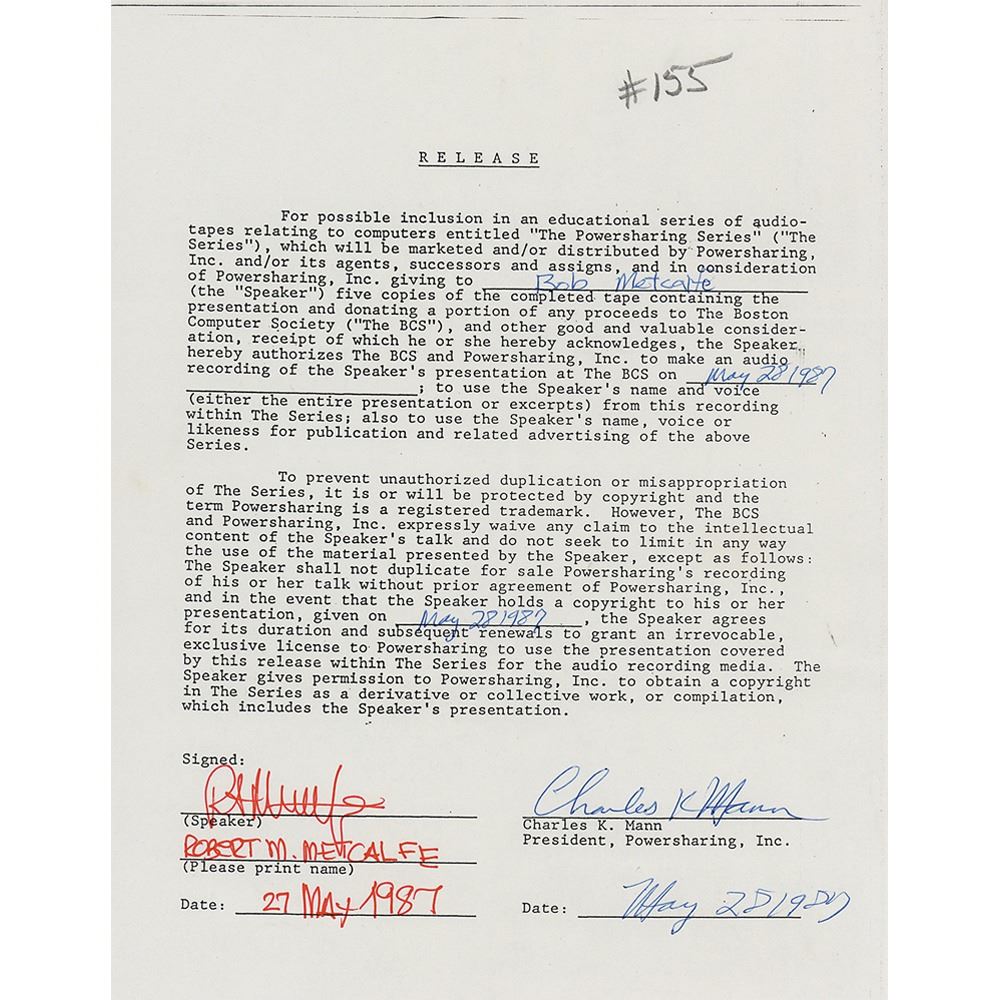 #155
RELEASE
For possible inclusion in an educational series of audio-
tapes relating to computers entitled "The Powersharing Series" ("The
Series"), which will be marketed and/or distributed by Powersharing,
Inc. and/or its agents, successors and assigns, and in consideration
of Powersharing, Inc. giving to Bob Metcalfe
(the "Speaker") five copies of the completed tape containing the
presentation and donating a portion of any proceeds to The Boston
Computer Society ("The BCS"), and other good and valuable consider-
ation, receipt of which he or she hereby acknowledges, the Speaker
hereby authorizes The BCS and Powersharing, Inc. to make an audio
recording of the Speaker's presentation at The BCS on May 28 1987
; to use the Speaker's name and voice
(either the entire presentation or excerpts) from this recording
within The Series; also to use the Speaker's name, voice or
likeness for publication and related advertising of the above
Series.
To prevent unauthorized duplication or misappropriation
of The Series, it is or will be protected by copyright and the
term Powersharing is a registered trademark. However, The BCS
and Powersharing, Inc. expressly waive any claim to the intellectual
content of the Speaker's talk and do not seek to limit in any way
the use of the material presented by the Speaker, except as follows:
The Speaker shall not duplicate for sale Powersharing's recording
of his or her talk without prior agreement of Powersharing, Inc.,
and in the event that the Speaker holds a copyright to his or her
presentation, given on May 28 1987, the Speaker agrees
for its duration and subsequent renewals to grant an irrevocable,
exclusive license to Powersharing to use the presentation covered
by this release within The Series for the audio recording media. The
Speaker gives permission to Powersharing, Inc. to obtain a copyright
in The Series as a derivative or collective work, or compilation,
which includes the Speaker's presentation.
Signed:
(Speaker)
ROBERT M. METCALFE
(Please print name)
Date: 27 MAY 1987
Charles K Mann
Charles K. Mann
President, Powersharing, Inc.
Date: May 28 1987